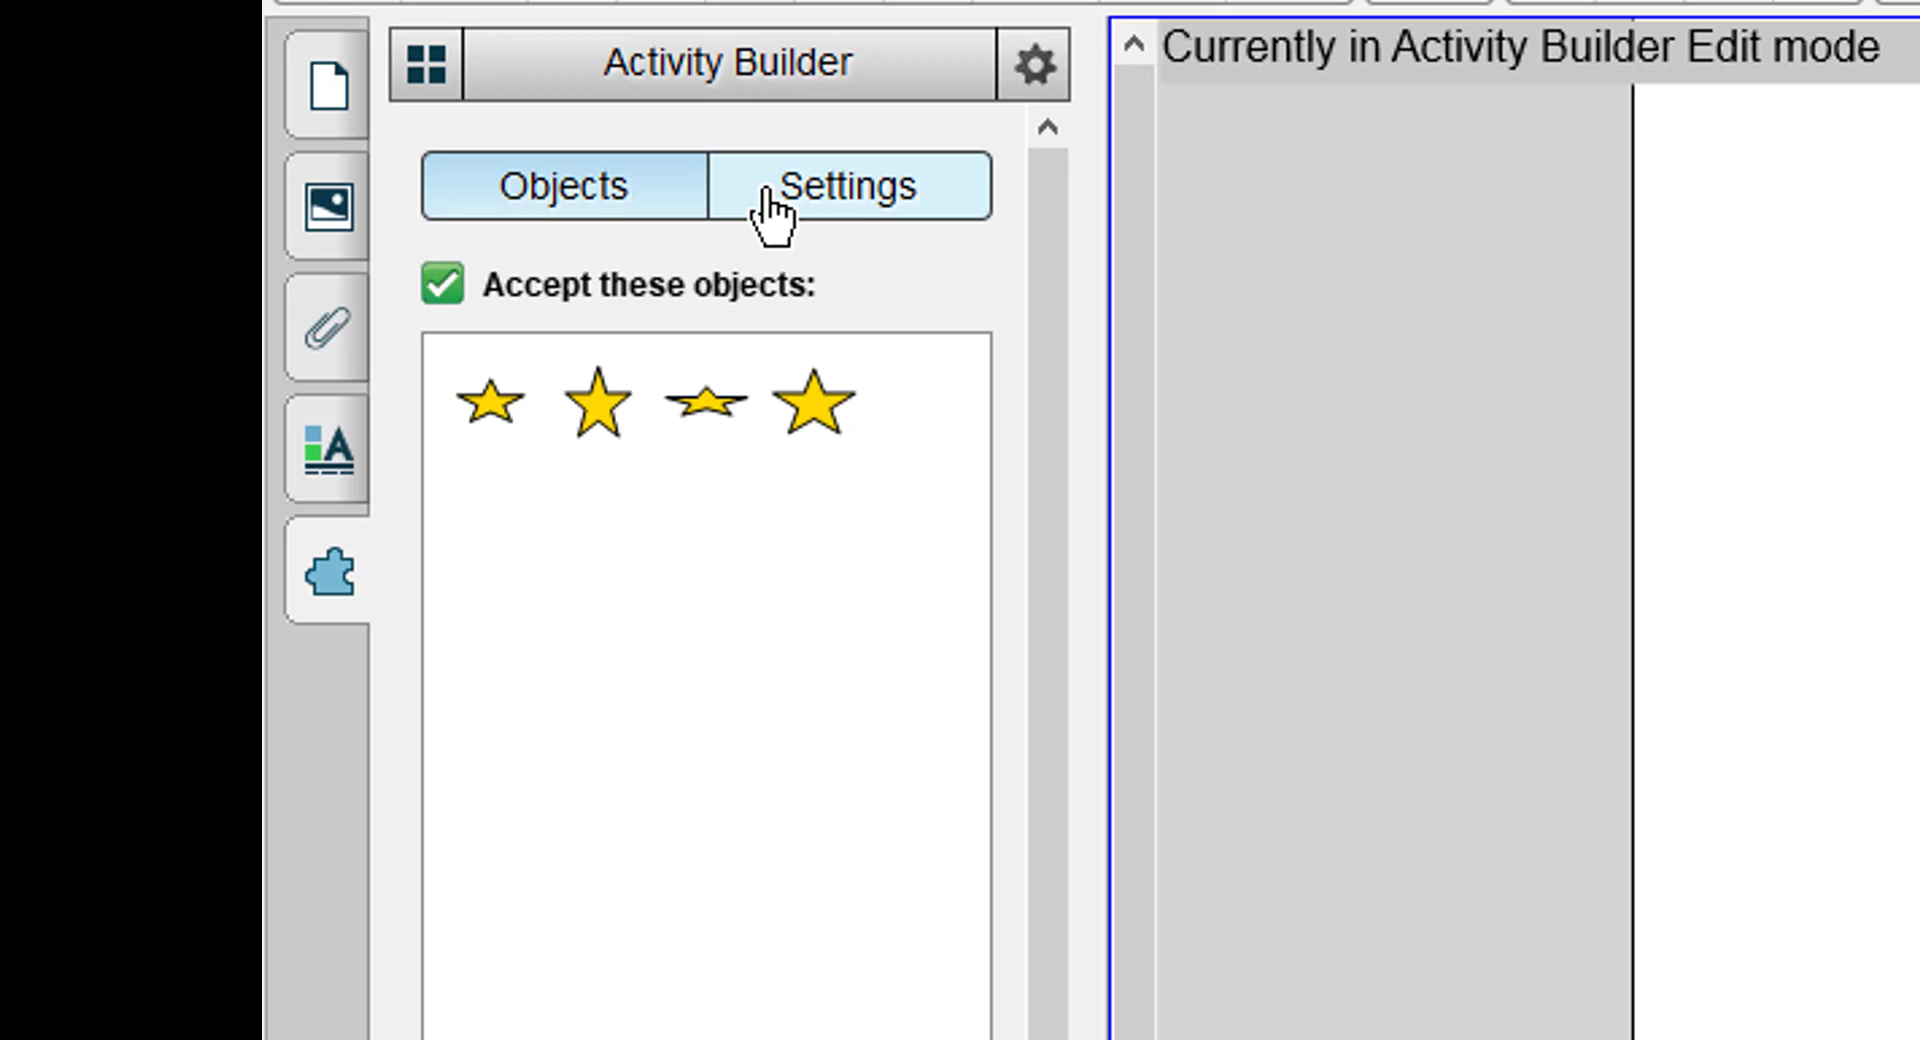 Activity Builder
Currently in Activity Builder Edit mode
Objects
Settings
Accept these objects: